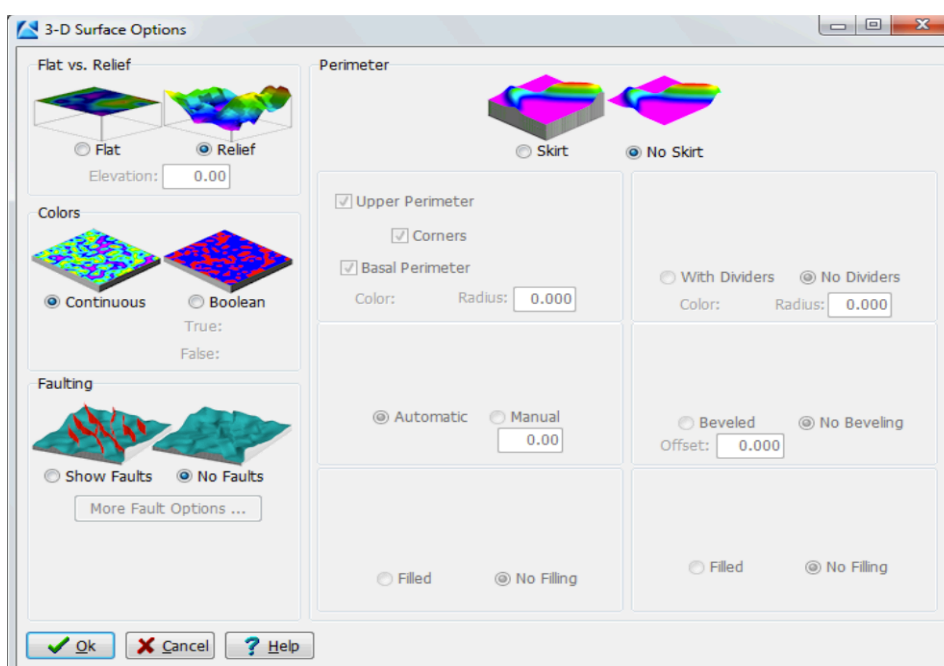 3-D Surface Options
Flat vs. Relief
Flat Relief
Elevation: 0.00
Colors
Continuous Boolean
True:
False:
Faulting
Show Faults No Faults
More Fault Options ...
Perimeter
Skirt No Skirt
Upper Perimeter
Corners
Basal Perimeter
Color: Radius: 0.000
With Dividers No Dividers
Color: Radius: 0.000
Automatic Manual
0.00
Beveled No Beveling
Offset: 0.000
Filled No Filling
Filled No Filling
Ok Cancel Help